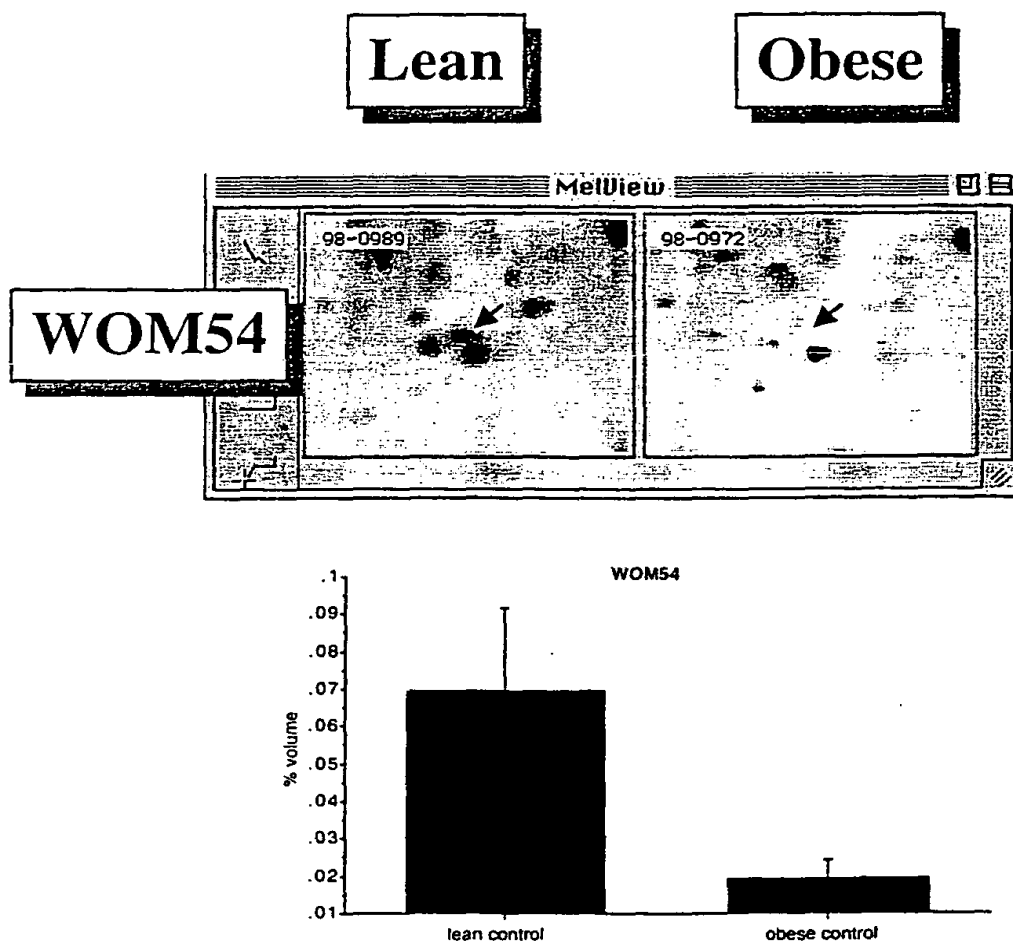 Lean
Obese
MelView
98-0989
98-0972
WOM54
WOM54
.1
.09
.08
.07
.06
.05
.04
.03
.02
.01
% volume
lean control
obese control